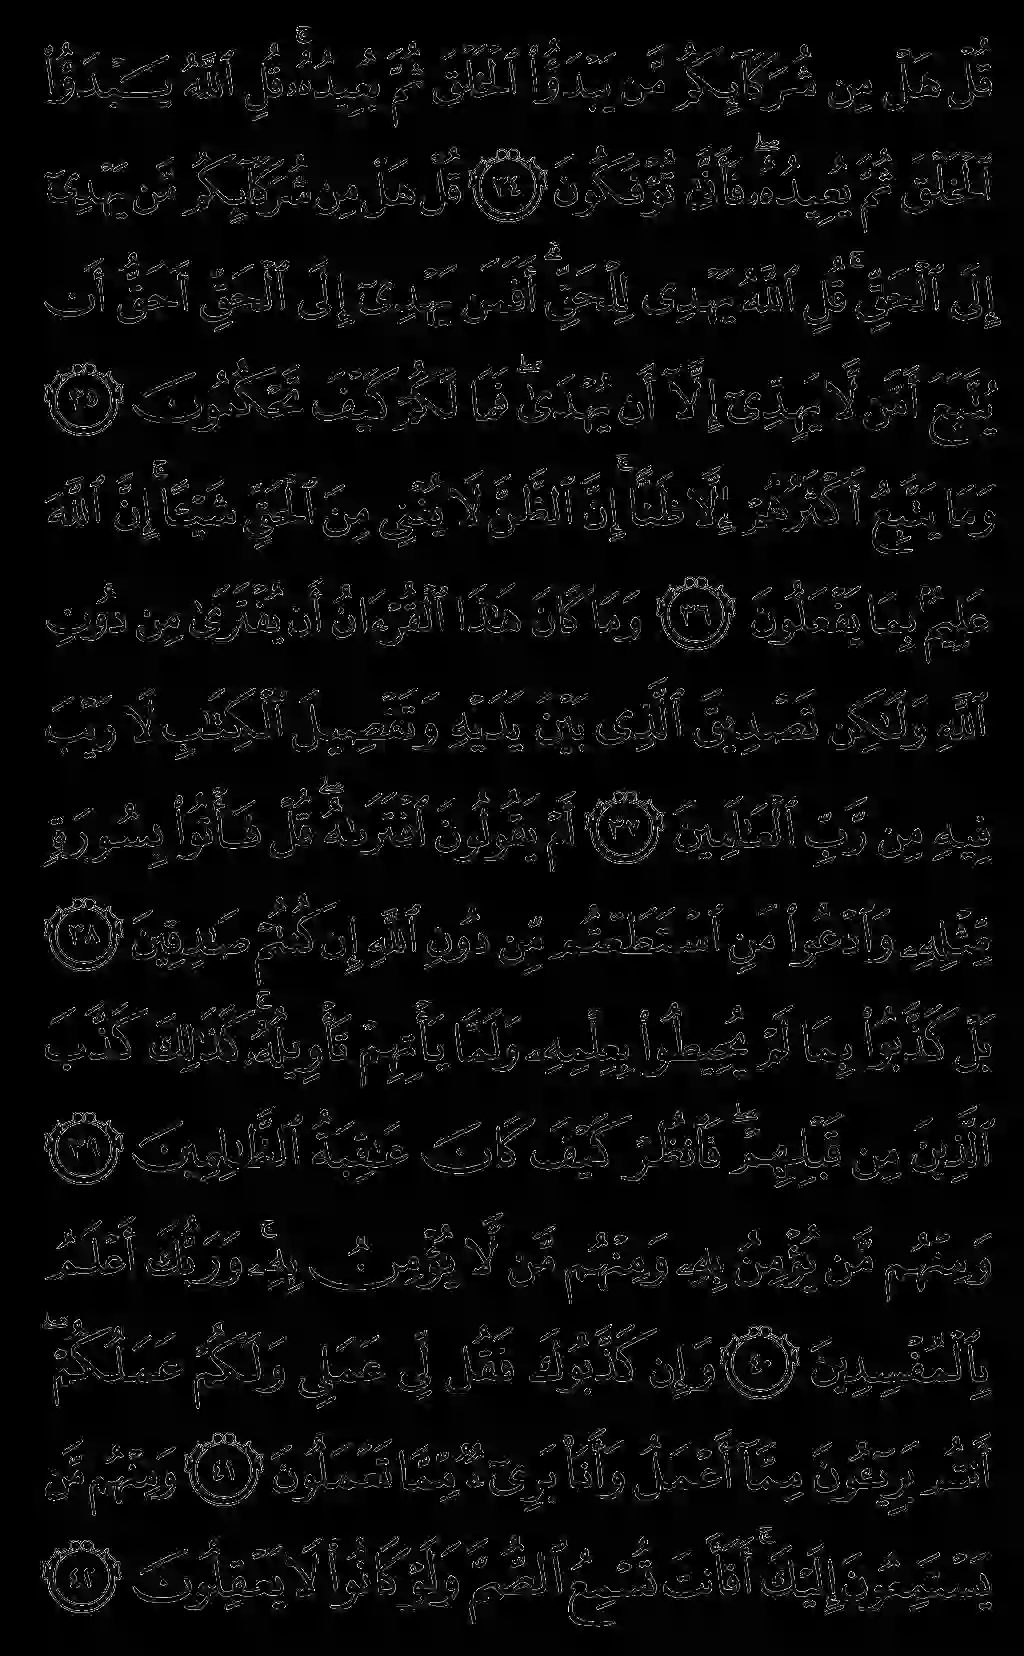 قُلْ هَلْ مِن شُرَكَآئِكُم مَّن يَبْدَؤُا۟ ٱلْخَلْقَ ثُمَّ يُعِيدُهُۥ ۚ قُلِ ٱللَّهُ يَبْدَؤُا۟
ٱلْخَلْقَ ثُمَّ يُعِيدُهُۥ ۖ فَأَنَّىٰ تُؤْفَكُونَ ٣٤ قُلْ هَلْ مِن شُرَكَآئِكُم مَّن يَهْدِىٓ
إِلَى ٱلْحَقِّ ۚ قُلِ ٱللَّهُ يَهْدِى لِلْحَقِّ ۗ أَفَمَن يَهْدِىٓ إِلَى ٱلْحَقِّ أَحَقُّ أَن
يُتَّبَعَ أَمَّن لَّا يَهِدِّىٓ إِلَّآ أَن يُهْدَىٰ ۖ فَمَا لَكُمْ كَيْفَ تَحْكُمُونَ ٣٥
وَمَا يَتَّبِعُ أَكْثَرُهُمْ إِلَّا ظَنًّا ۚ إِنَّ ٱلظَّنَّ لَا يُغْنِى مِنَ ٱلْحَقِّ شَيْـًٔا ۚ إِنَّ ٱللَّهَ
عَلِيمٌۢ بِمَا يَفْعَلُونَ ٣٦ وَمَا كَانَ هَـٰذَا ٱلْقُرْءَانُ أَن يُفْتَرَىٰ مِن دُونِ
ٱللَّهِ وَلَـٰكِن تَصْدِيقَ ٱلَّذِى بَيْنَ يَدَيْهِ وَتَفْصِيلَ ٱلْكِتَـٰبِ لَا رَيْبَ
فِيهِ مِن رَّبِّ ٱلْعَـٰلَمِينَ ٣٧ أَمْ يَقُولُونَ ٱفْتَرَىٰهُ ۖ قُلْ فَأْتُوا۟ بِسُورَةٍ
مِّثْلِهِۦ وَٱدْعُوا۟ مَنِ ٱسْتَطَعْتُم مِّن دُونِ ٱللَّهِ إِن كُنتُمْ صَـٰدِقِينَ ٣٨
بَلْ كَذَّبُوا۟ بِمَا لَمْ يُحِيطُوا۟ بِعِلْمِهِۦ وَلَمَّا يَأْتِهِمْ تَأْوِيلُهُۥ ۚ كَذَٰلِكَ كَذَّبَ
ٱلَّذِينَ مِن قَبْلِهِمْ ۖ فَٱنظُرْ كَيْفَ كَانَ عَـٰقِبَةُ ٱلظَّـٰلِمِينَ ٣٩
وَمِنْهُم مَّن يُؤْمِنُ بِهِۦ وَمِنْهُم مَّن لَّا يُؤْمِنُ بِهِۦ ۚ وَرَبُّكَ أَعْلَمُ
بِٱلْمُفْسِدِينَ ٤٠ وَإِن كَذَّبُوكَ فَقُل لِّى عَمَلِى وَلَكُمْ عَمَلُكُمْ ۖ
أَنتُم بَرِيٓـُٔونَ مِمَّآ أَعْمَلُ وَأَنَا۠ بَرِىٓءٌ مِّمَّا تَعْمَلُونَ ٤١ وَمِنْهُم مَّن
يَسْتَمِعُونَ إِلَيْكَ ۚ أَفَأَنتَ تُسْمِعُ ٱلصُّمَّ وَلَوْ كَانُوا۟ لَا يَعْقِلُونَ ٤٢